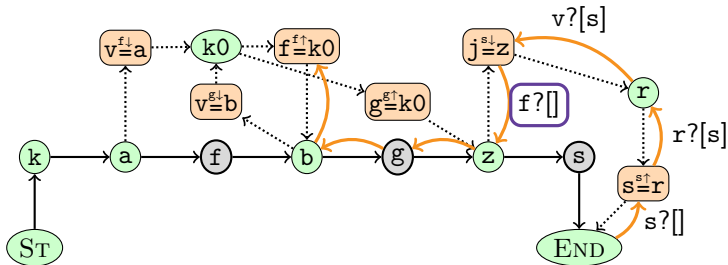 v?[s]
v =f↓ a
k0
f =f↑ k0
j =s↓ z
v =g↓ b
g =g↑ k0
f?[]
r
r?[s]
k
a
f
b
g
z
s
s =s↑ r
s?[]
ST
END